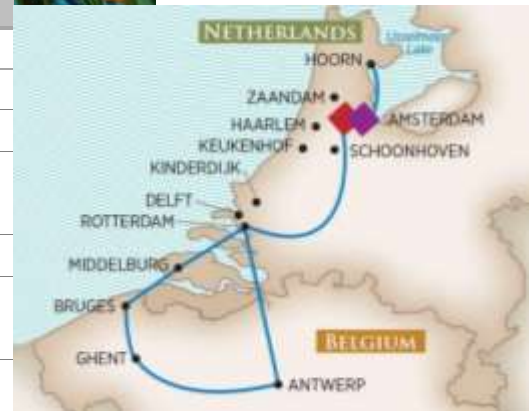 NETHERLANDS
IJsselmeer
Lake
HOORN
ZAANDAM
AMSTERDAM
HAARLEM
KEUKENHOF
SCHOONHOVEN
KINDERDIJK
DELFT
ROTTERDAM
MIDDELBURG
BRUGES
BELGIUM
GHENT
ANTWERP